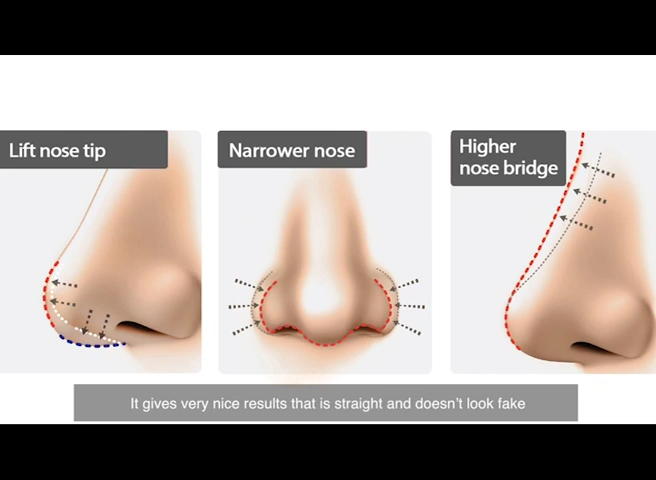 Lift nose tip
Narrower nose
Higher
nose bridge
It gives very nice results that is straight and doesn't look fake